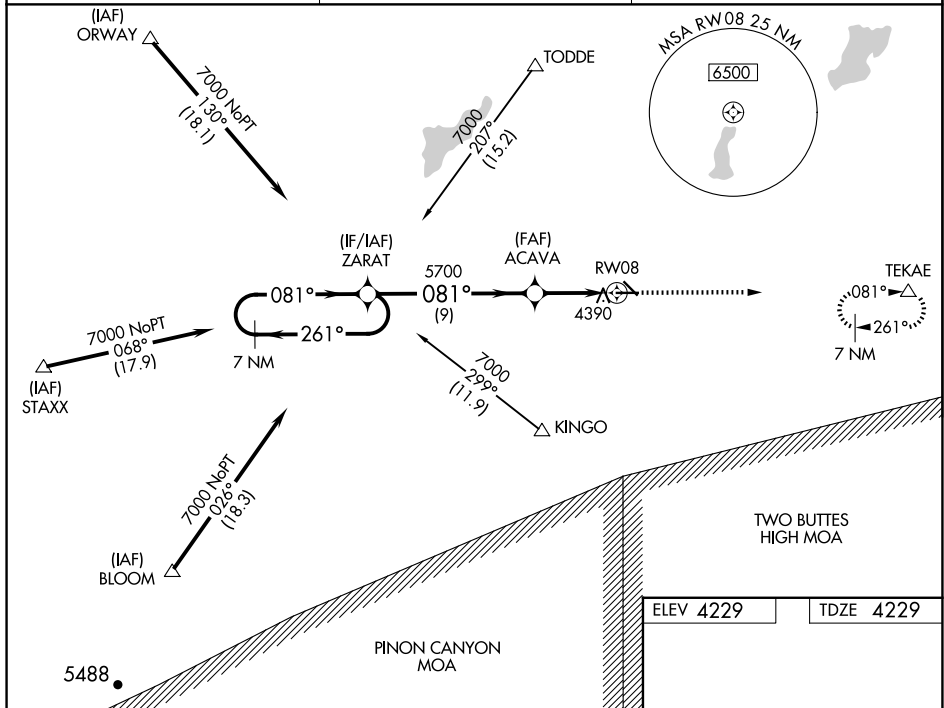 (IAF)
ORWAY
7000 NoPT
130°
(18.1)
TODDE
7000
207°
(15.2)
MSA RW08 25 NM
6500
(IF/IAF)
ZARAT
(FAF)
ACAVA
5700
081°
(9)
RW08
4390
081°
261°
7 NM
TEKAE
081°
261°
7 NM
7000 NoPT
068°
(17.9)
(IAF)
STAXX
7000
299°
(11.9)
KINGO
7000 NoPT
026°
(18.3)
(IAF)
BLOOM
TWO BUTTES
HIGH MOA
PINON CANYON
MOA
5488
ELEV 4229
TDZE 4229